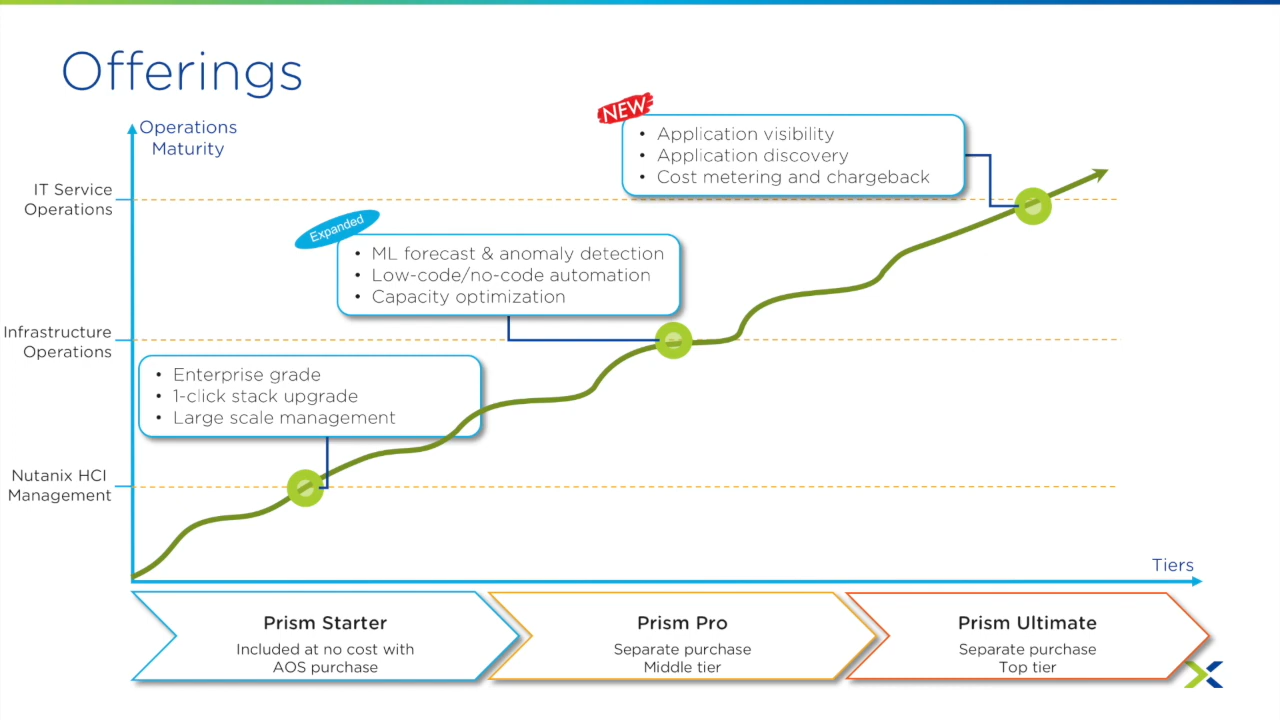 Offerings
Operations
Maturity
NEW
• Application visibility
• Application discovery
• Cost metering and chargeback
IT Service
Operations
Expanded
• ML forecast & anomaly detection
• Low-code/no-code automation
• Capacity optimization
Infrastructure
Operations
• Enterprise grade
• 1-click stack upgrade
• Large scale management
Nutanix HCI
Management
Tiers
Prism Starter
Included at no cost with
AOS purchase
Prism Pro
Separate purchase
Middle tier
Prism Ultimate
Separate purchase
Top tier